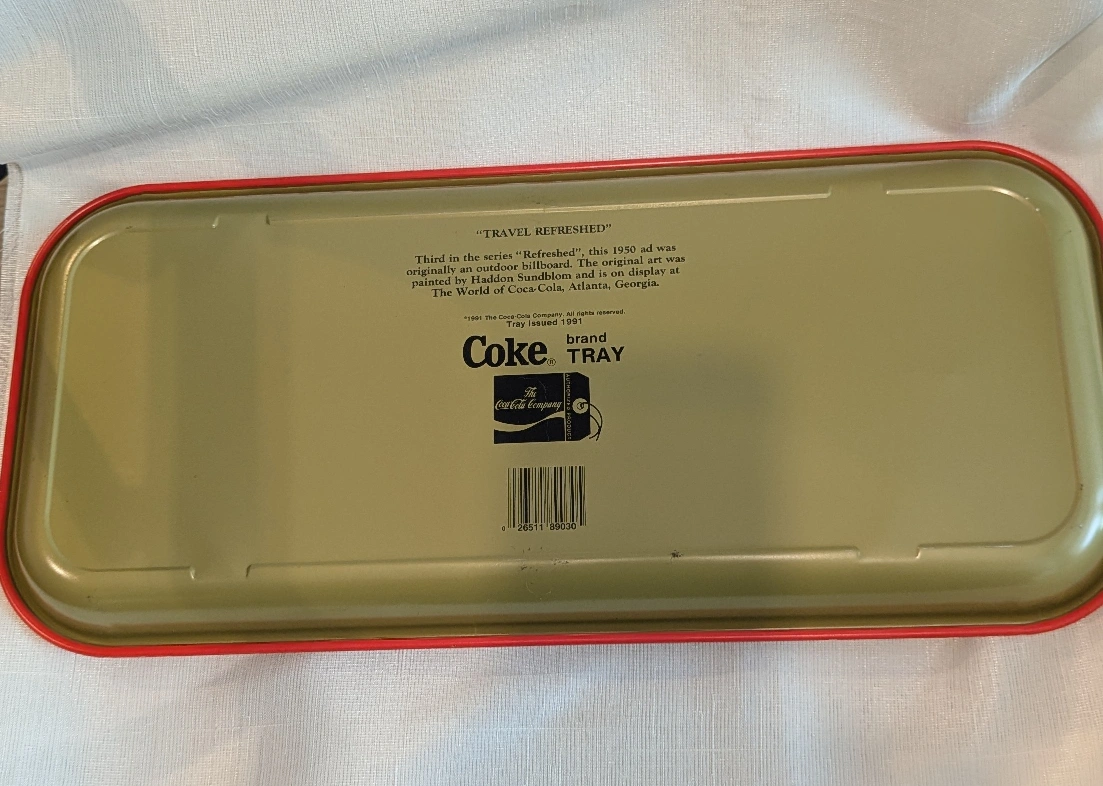 “TRAVEL REFRESHED”
Third in the series “Refreshed”, this 1950 ad was
originally an outdoor billboard. The original art was
painted by Haddon Sundblom and is on display at
The World of Coca-Cola, Atlanta, Georgia.
©1991 The Coca-Cola Company. All rights reserved.
Tray Issued 1991
Coke® brand
TRAY
The
Coca-Cola Company
AUTHORIZED PRODUCT
0 26511 89030